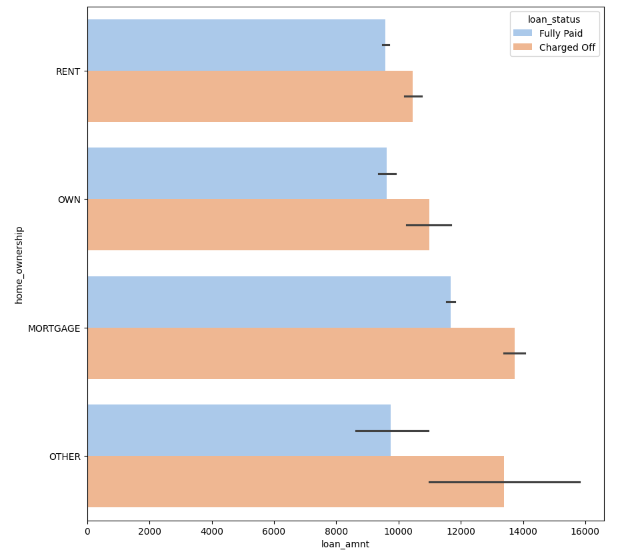 loan_status
Fully Paid
Charged Off
RENT
OWN
MORTGAGE
OTHER
home_ownership
0 2000 4000 6000 8000 10000 12000 14000 16000
loan_amnt